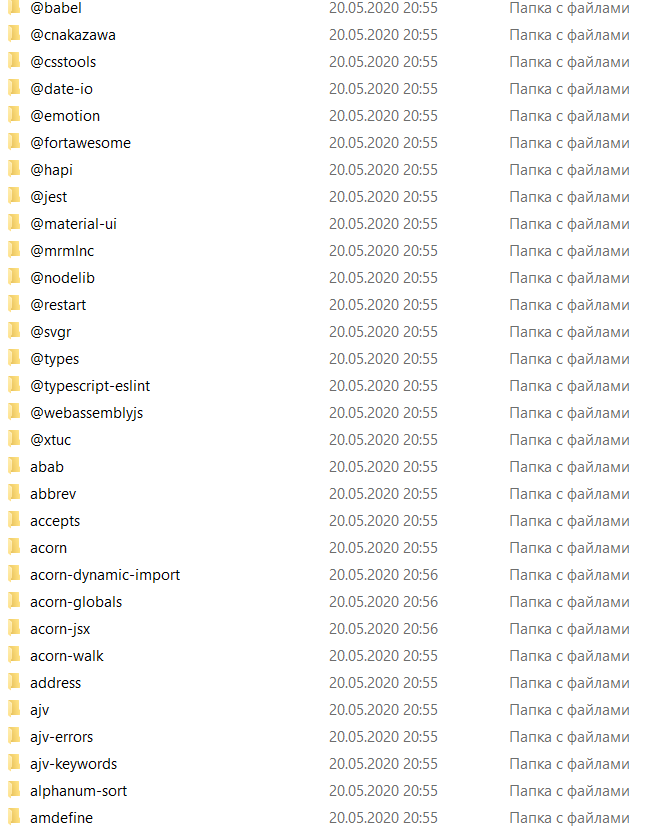 @babel 20.05.2020 20:55 Папка с файлами
@cnakazawa 20.05.2020 20:55 Папка с файлами
@csstools 20.05.2020 20:55 Папка с файлами
@date-io 20.05.2020 20:55 Папка с файлами
@emotion 20.05.2020 20:55 Папка с файлами
@fortawesome 20.05.2020 20:55 Папка с файлами
@hapi 20.05.2020 20:55 Папка с файлами
@jest 20.05.2020 20:55 Папка с файлами
@material-ui 20.05.2020 20:55 Папка с файлами
@mrmlnc 20.05.2020 20:55 Папка с файлами
@nodelib 20.05.2020 20:55 Папка с файлами
@restart 20.05.2020 20:55 Папка с файлами
@svgr 20.05.2020 20:55 Папка с файлами
@types 20.05.2020 20:55 Папка с файлами
@typescript-eslint 20.05.2020 20:55 Папка с файлами
@webassemblyjs 20.05.2020 20:55 Папка с файлами
@xtuc 20.05.2020 20:55 Папка с файлами
abab 20.05.2020 20:55 Папка с файлами
abbrev 20.05.2020 20:55 Папка с файлами
accepts 20.05.2020 20:55 Папка с файлами
acorn 20.05.2020 20:55 Папка с файлами
acorn-dynamic-import 20.05.2020 20:56 Папка с файлами
acorn-globals 20.05.2020 20:56 Папка с файлами
acorn-jsx 20.05.2020 20:56 Папка с файлами
acorn-walk 20.05.2020 20:55 Папка с файлами
address 20.05.2020 20:55 Папка с файлами
ajv 20.05.2020 20:55 Папка с файлами
ajv-errors 20.05.2020 20:55 Папка с файлами
ajv-keywords 20.05.2020 20:55 Папка с файлами
alphanum-sort 20.05.2020 20:55 Папка с файлами
amdefine 20.05.2020 20:55 Папка с файлами